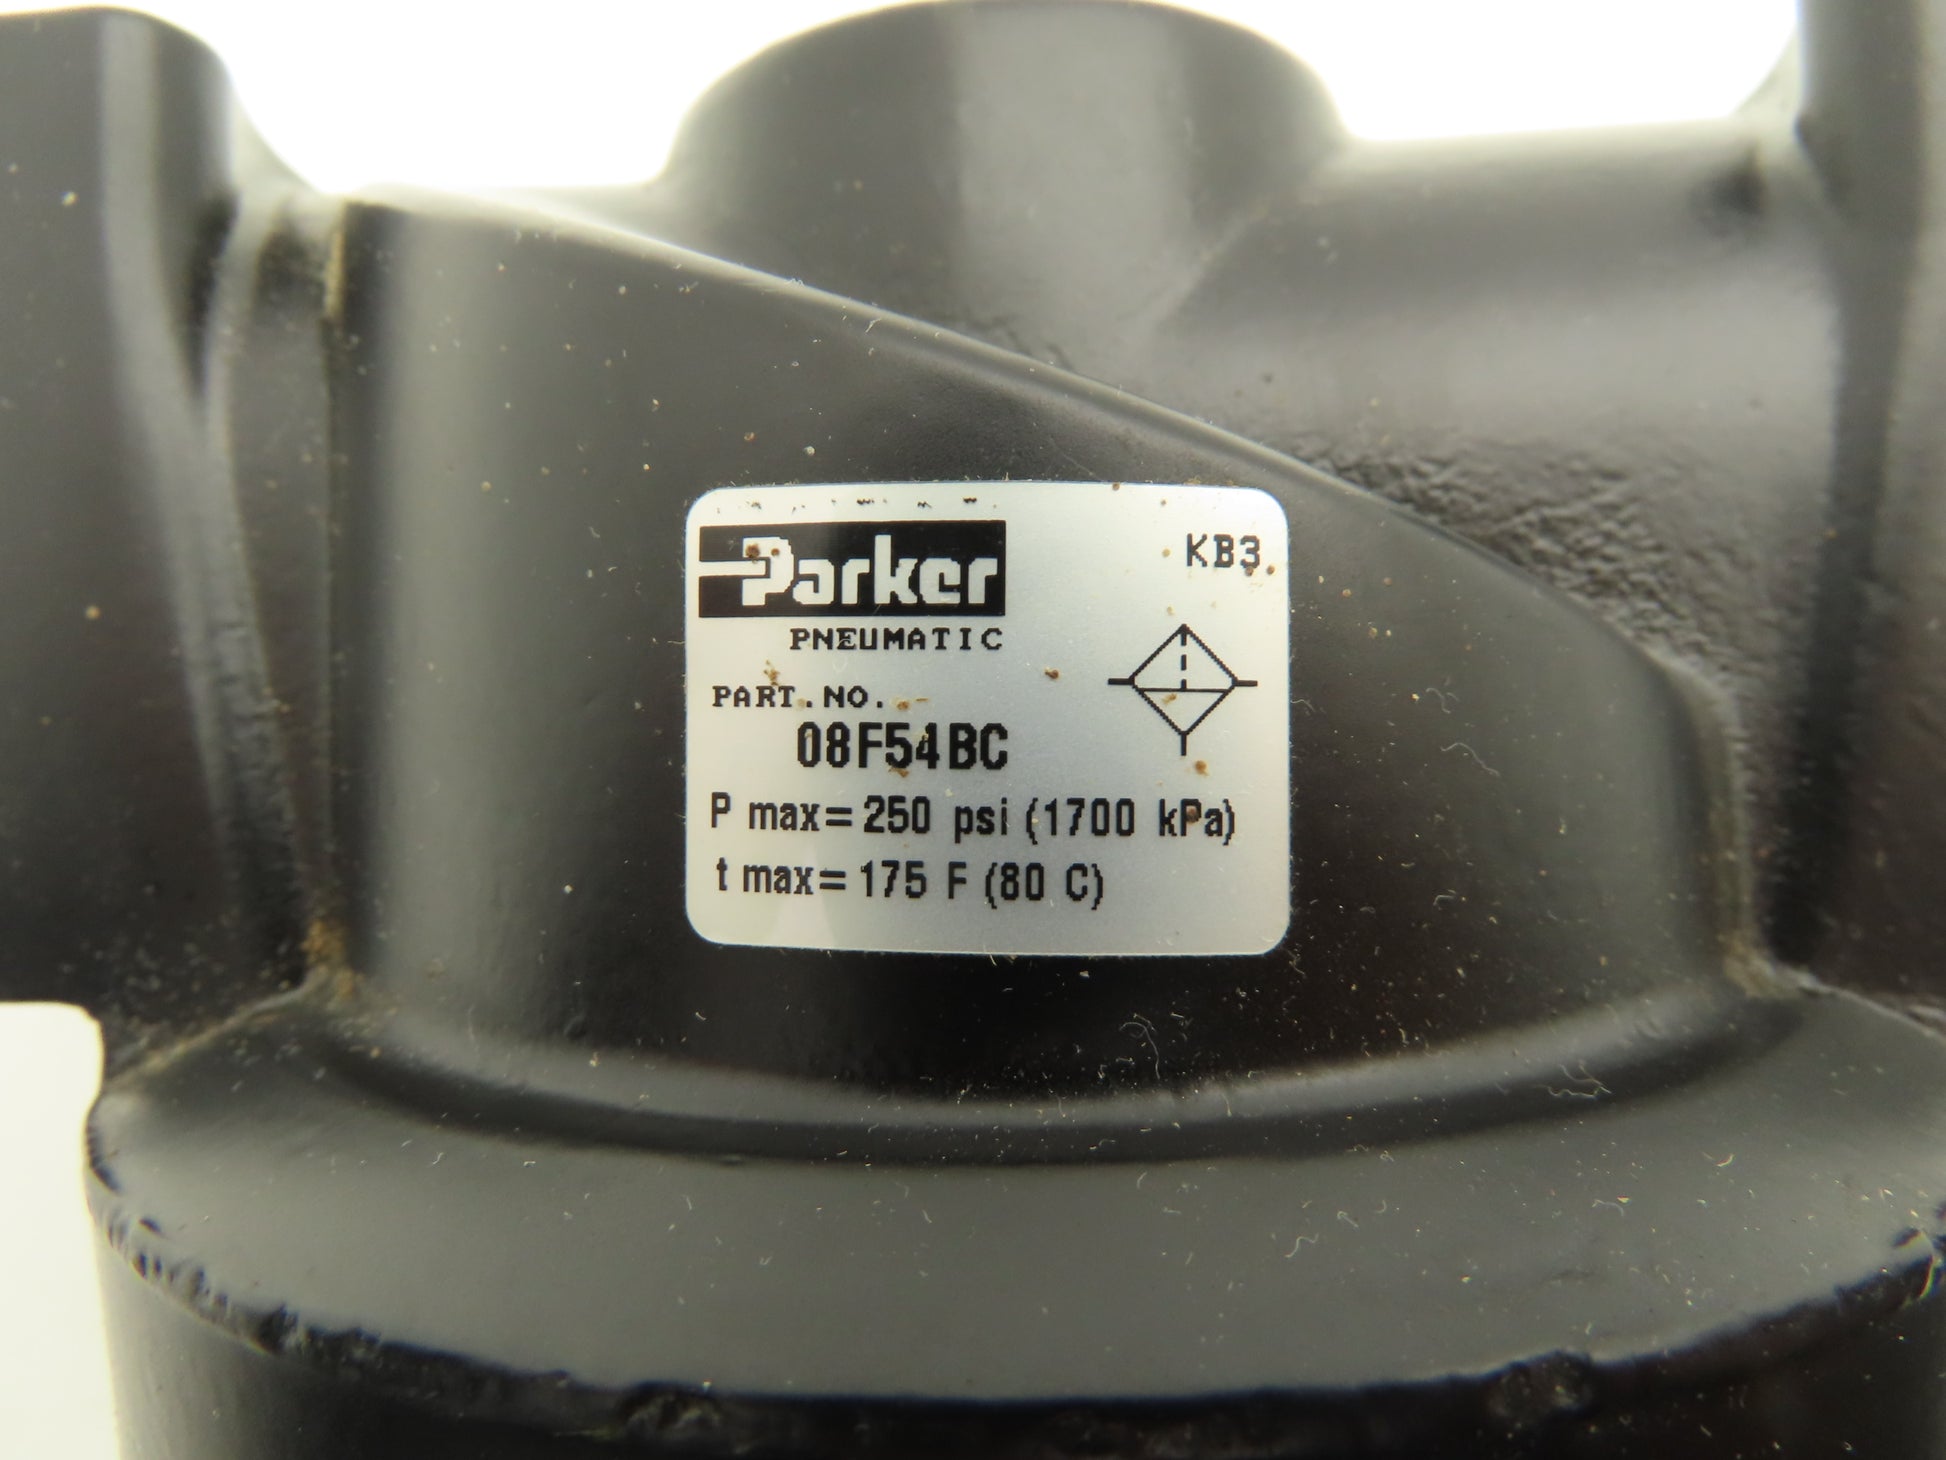 Parker
KB3
PNEUMATIC
PART.NO.
08F54BC
P max=250 psi (1700 kPa)
t max=175 F (80 C)